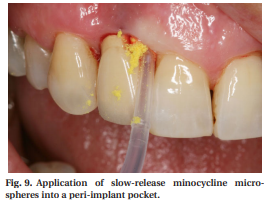 Fig. 9. Application of slow-release minocycline micro-
spheres into a peri-implant pocket.